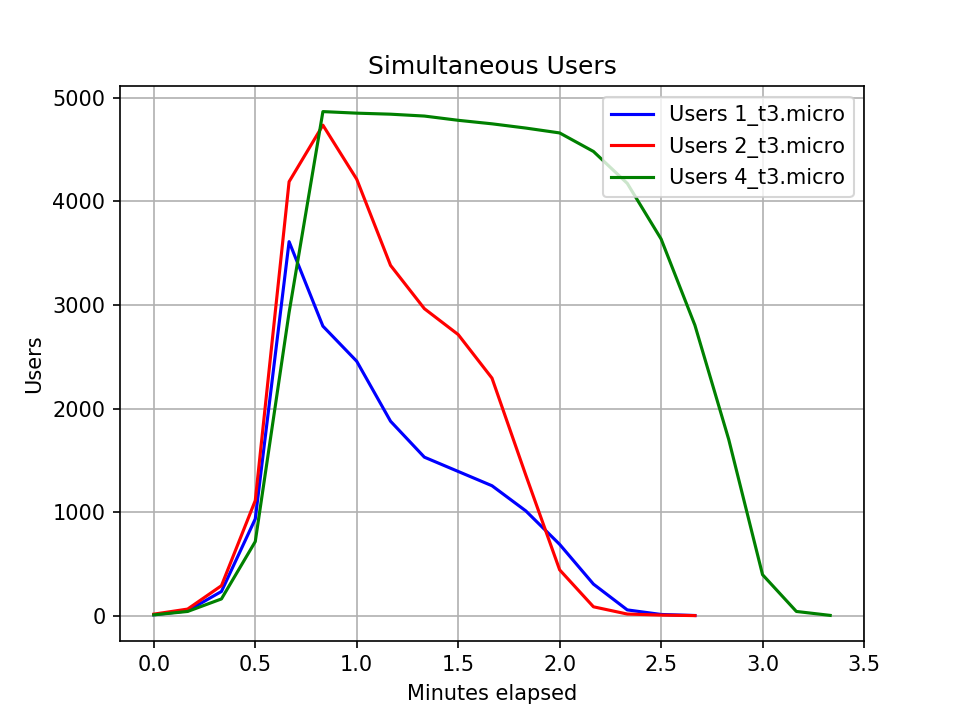 Simultaneous Users
Users 1_t3.micro
Users 2_t3.micro
Users 4_t3.micro
5000
4000
3000
2000
1000
0
Users
0.0 0.5 1.0 1.5 2.0 2.5 3.0 3.5
Minutes elapsed